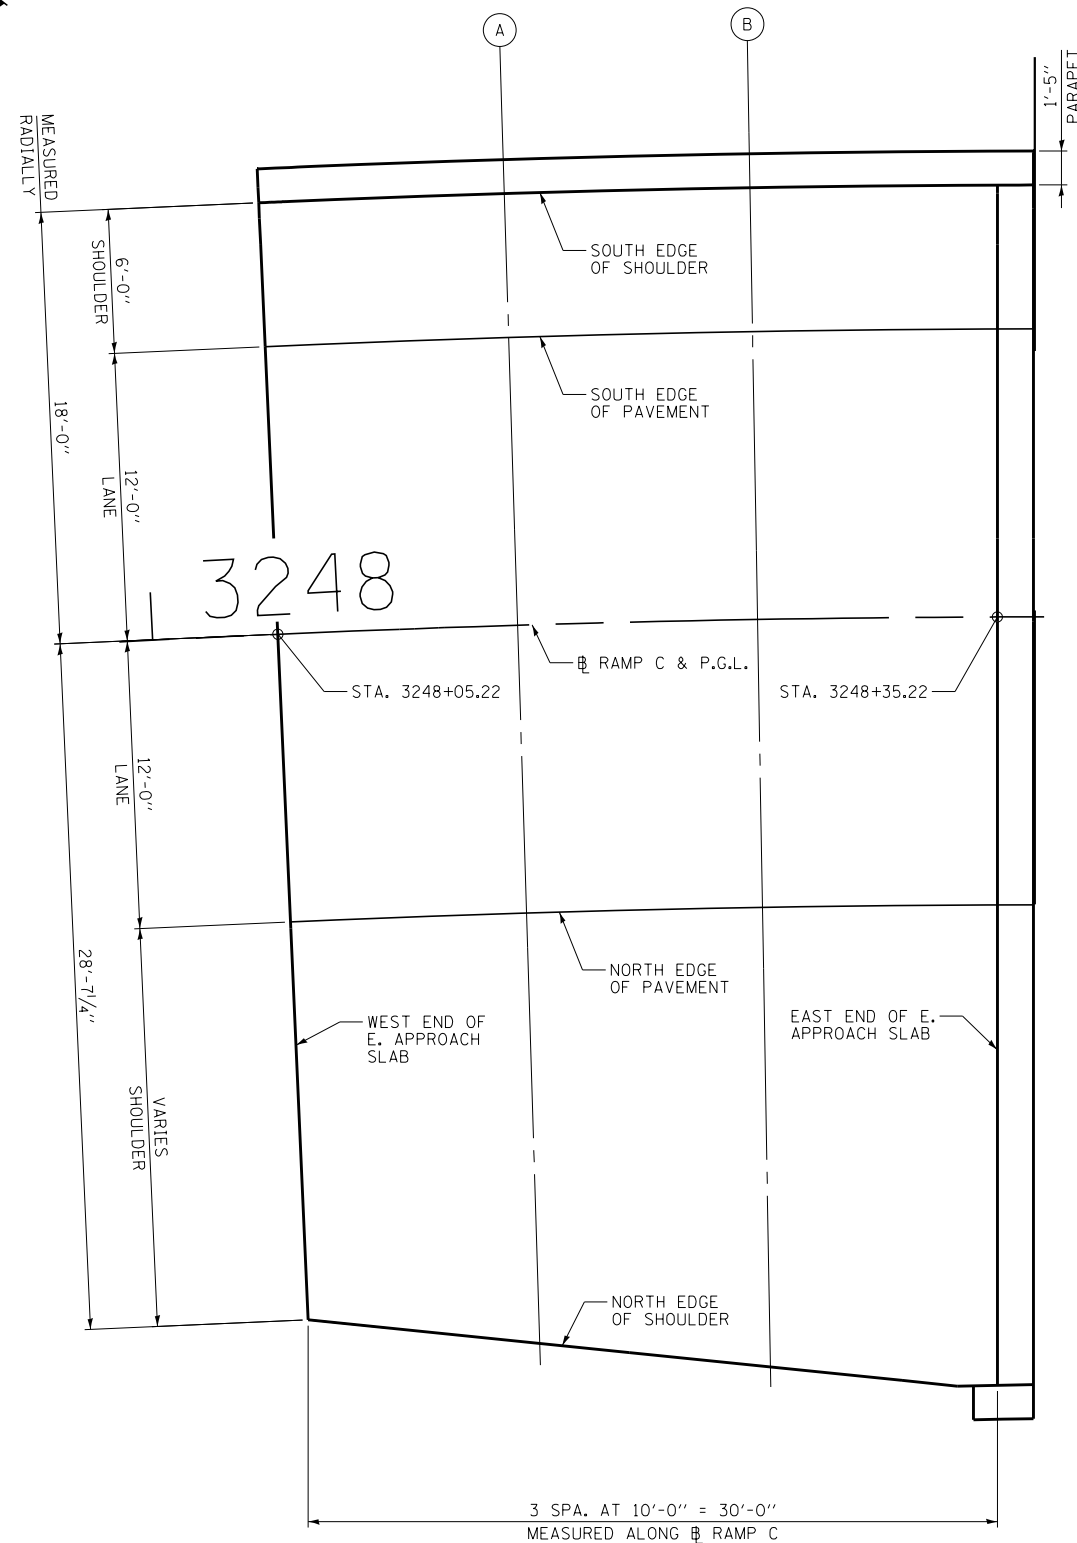 A
B
1'-5"
PARAPET
MEASURED
RADIALLY
6'-0"
SHOULDER
SOUTH EDGE
OF SHOULDER
SOUTH EDGE
OF PAVEMENT
18'-0"
12'-0"
LANE
3248
℄ RAMP C & P.G.L.
STA. 3248+05.22
STA. 3248+35.22
12'-0"
LANE
NORTH EDGE
OF PAVEMENT
28'-7 1/4"
WEST END OF
E. APPROACH
SLAB
EAST END OF E.
APPROACH SLAB
VARIES
SHOULDER
NORTH EDGE
OF SHOULDER
3 SPA. AT 10'-0" = 30'-0"
MEASURED ALONG ℄ RAMP C